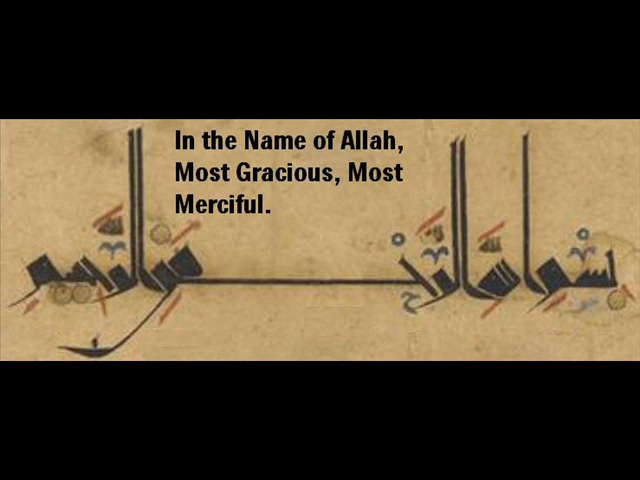 In the Name of Allah,
Most Gracious, Most
Merciful.
بسم الله الرحمن الرحيم